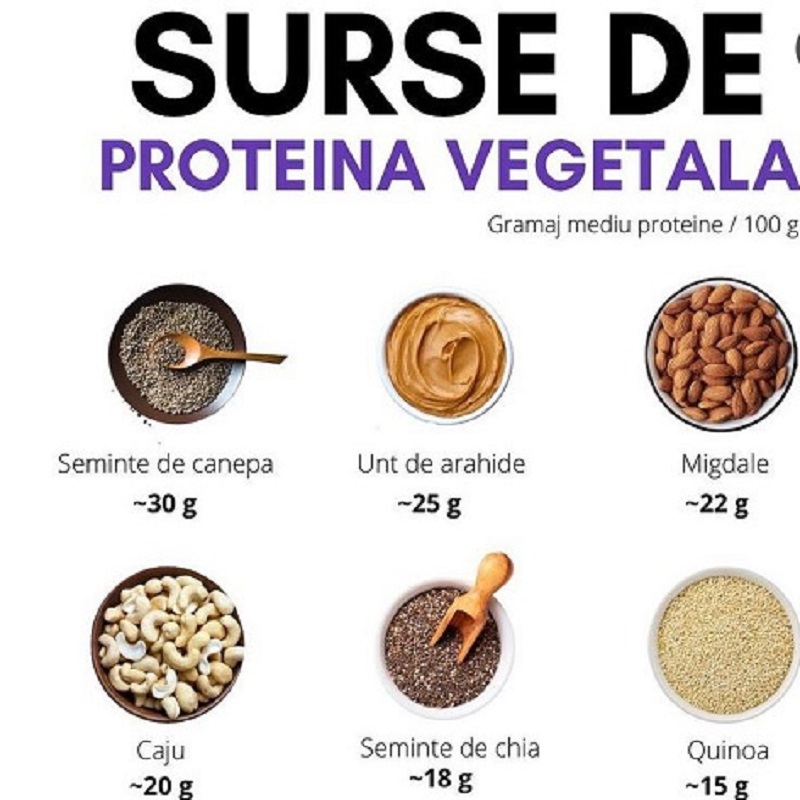 SURSE DE
PROTEINA VEGETALA
Gramaj mediu proteine / 100 g
Seminte de canepa
~30 g
Unt de arahide
~25 g
Migdale
~22 g
Caju
~20 g
Seminte de chia
~18 g
Quinoa
~15 g